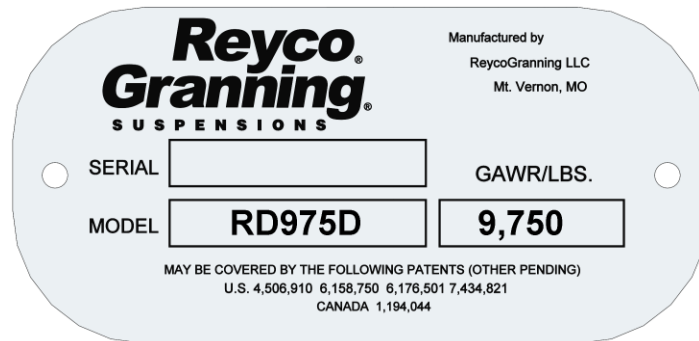 Reyco®
Granning®
SUSPENSIONS
Manufactured by
ReycoGranning LLC
Mt. Vernon, MO
SERIAL
GAWR/LBS.
MODEL RD975D 9,750
MAY BE COVERED BY THE FOLLOWING PATENTS (OTHER PENDING)
U.S. 4,506,910 6,158,750 6,176,501 7,434,821
CANADA 1,194,044